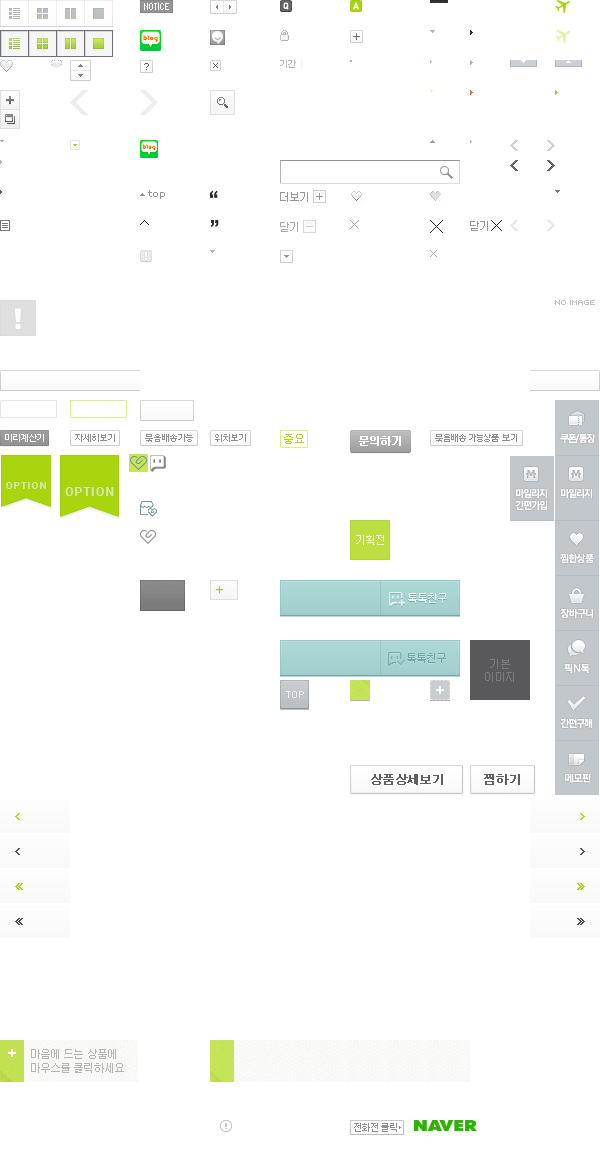 NOTICE
Q
A
blog
기간
?
blog
top
더보기
닫기
닫기
NO IMAGE
미리계산기
자세히보기
묶음배송가능
위치보기
중요
문의하기
묶음배송 가능상품 보기
쿠폰/통장
OPTION
OPTION
마일리지
간편가입
마일리지
기획전
찜한상품
톡톡친구
장바구니
톡톡친구
기본
이미지
픽N톡
TOP
간편구매
상품상세보기
찜하기
메모핀
마음에 드는 상품에
마우스를 클릭하세요
전화전 클릭
NAVER